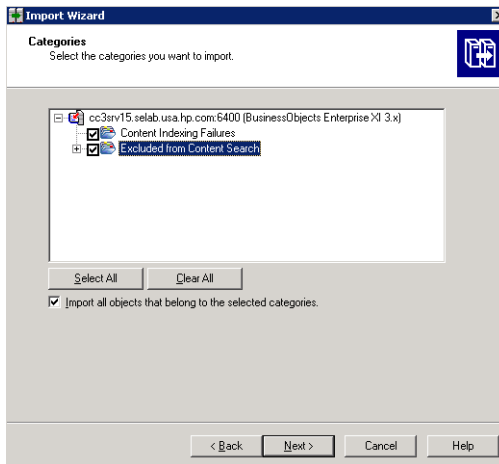 Import Wizard
Categories
Select the categories you want to import.
cc3srv15.selab.usa.hp.com:6400 (BusinessObjects Enterprise XI 3.x)
Content Indexing Failures
Excluded from Content Search
Select All
Clear All
Import all objects that belong to the selected categories.
< Back
Next >
Cancel
Help